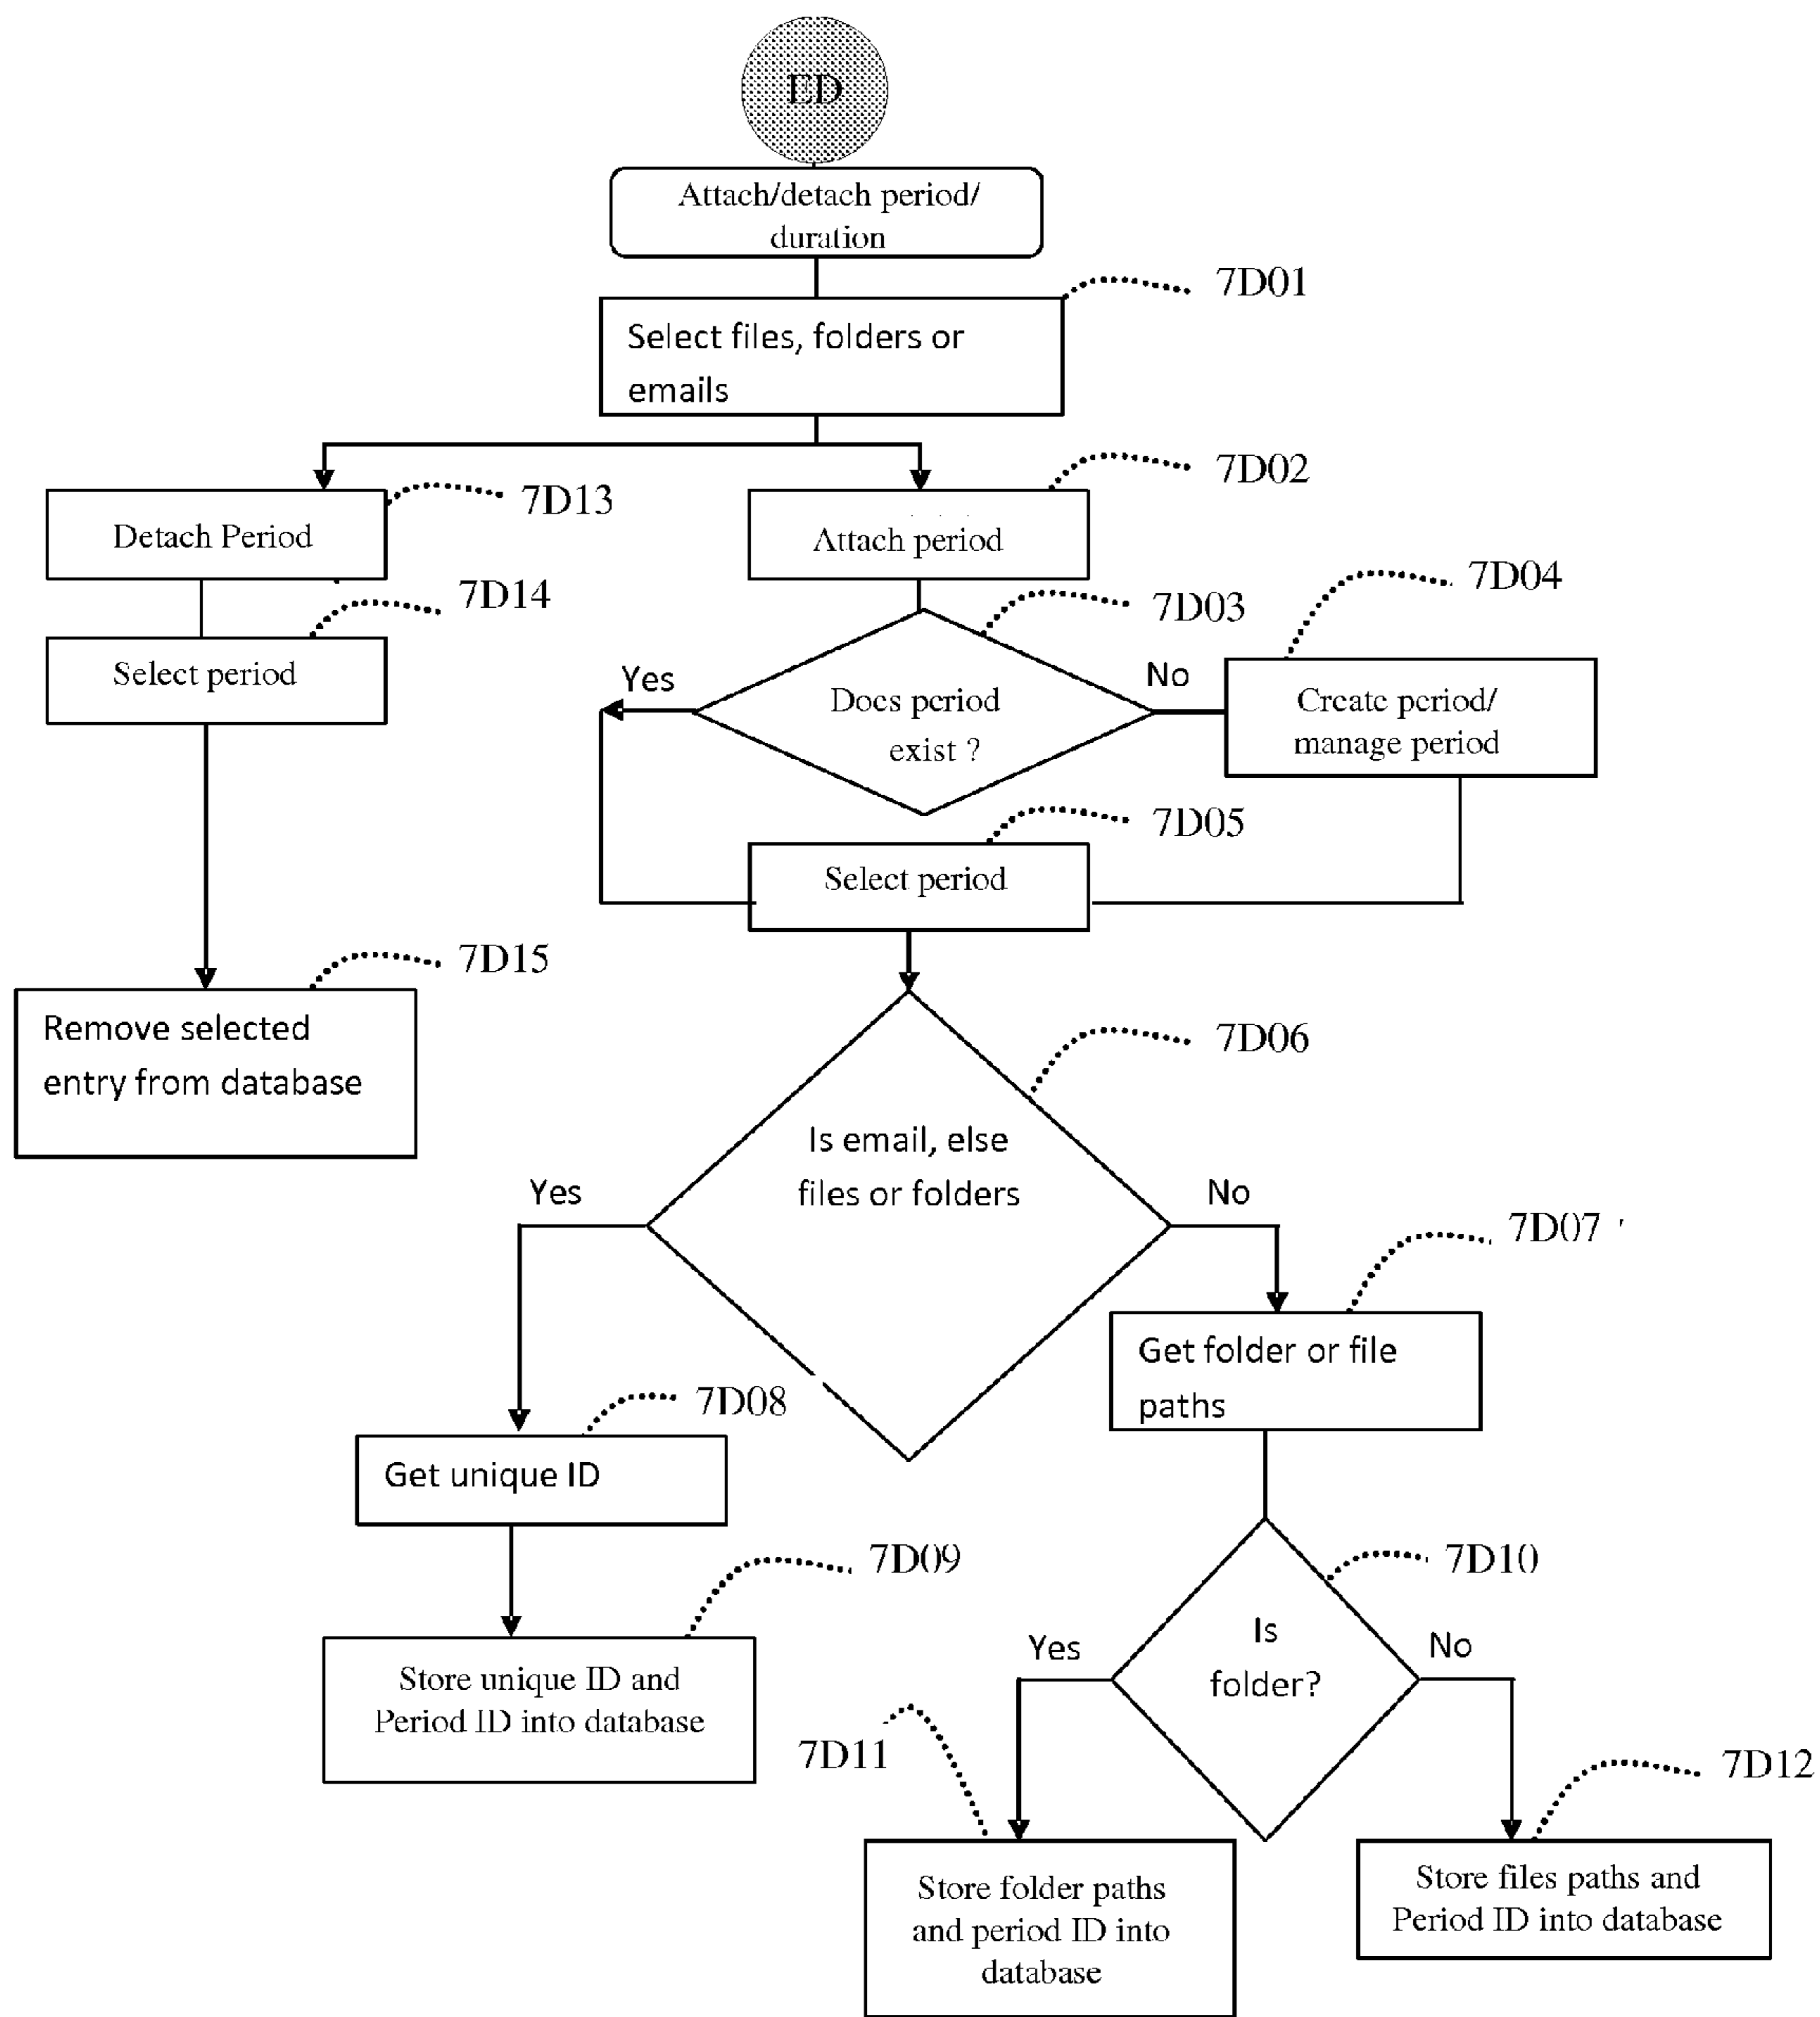 ED
Attach/detach period/
duration
7D01
Select files, folders or
emails
7D02
7D13
Detach Period
Attach period
7D04
7D14
7D03
Select period
Yes
No
Does period
exist ?
Create period/
manage period
7D05
Select period
7D15
Remove selected
entry from database
7D06
Is email, else
files or folders
Yes
No
7D07
Get folder or file
paths
7D08
Get unique ID
7D09
7D10
Store unique ID and
Period ID into database
Is
folder?
Yes
No
7D11
7D12
Store folder paths
and period ID into
database
Store files paths and
Period ID into database